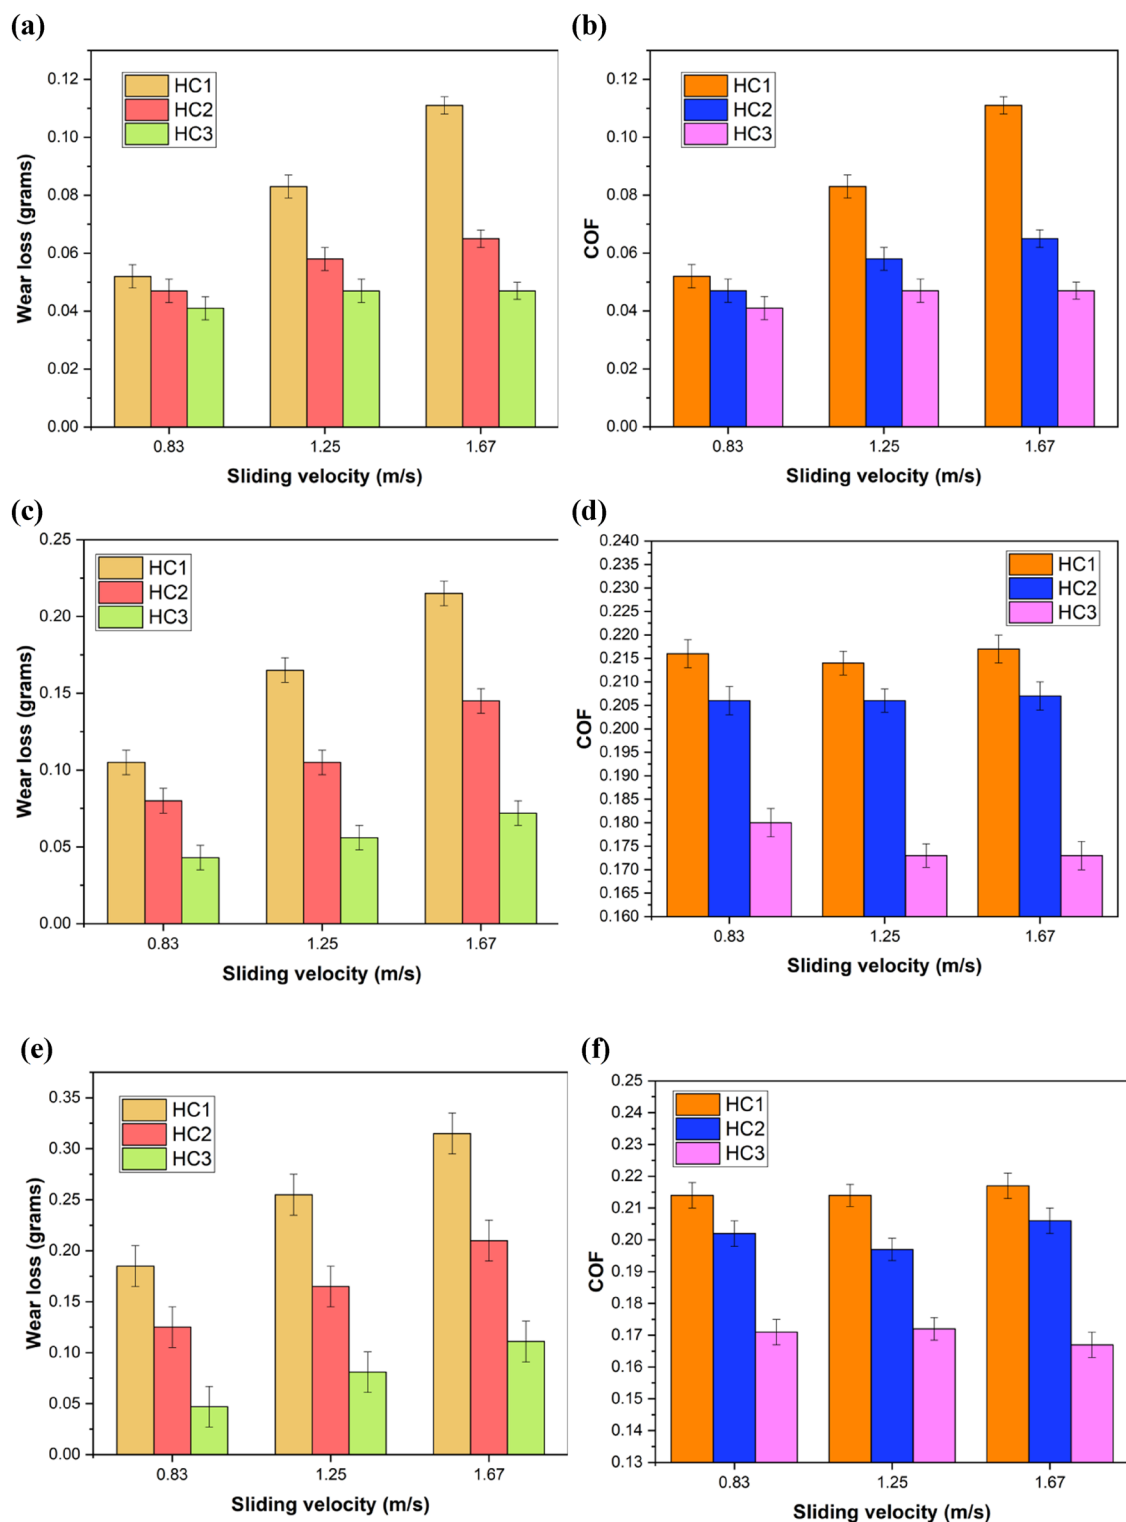 (a)
0.12
0.10
0.08
0.06
0.04
0.02
0.00
Wear loss (grams)
HC1
HC2
HC3
0.83 1.25 1.67
Sliding velocity (m/s)
(b)
0.12
0.10
0.08
0.06
0.04
0.02
0.00
COF
HC1
HC2
HC3
0.83 1.25 1.67
Sliding velocity (m/s)
(c)
0.25
0.20
0.15
0.10
0.05
0.00
Wear loss (grams)
HC1
HC2
HC3
0.83 1.25 1.67
Sliding velocity (m/s)
(d)
0.240
0.235
0.230
0.225
0.220
0.215
0.210
0.205
0.200
0.195
0.190
0.185
0.180
0.175
0.170
0.165
0.160
COF
HC1
HC2
HC3
0.83 1.25 1.67
Sliding velocity (m/s)
(e)
0.35
0.30
0.25
0.20
0.15
0.10
0.05
0.00
Wear loss (grams)
HC1
HC2
HC3
0.83 1.25 1.67
Sliding velocity (m/s)
(f)
0.25
0.24
0.23
0.22
0.21
0.20
0.19
0.18
0.17
0.16
0.15
0.14
0.13
COF
HC1
HC2
HC3
0.83 1.25 1.67
Sliding velocity (m/s)